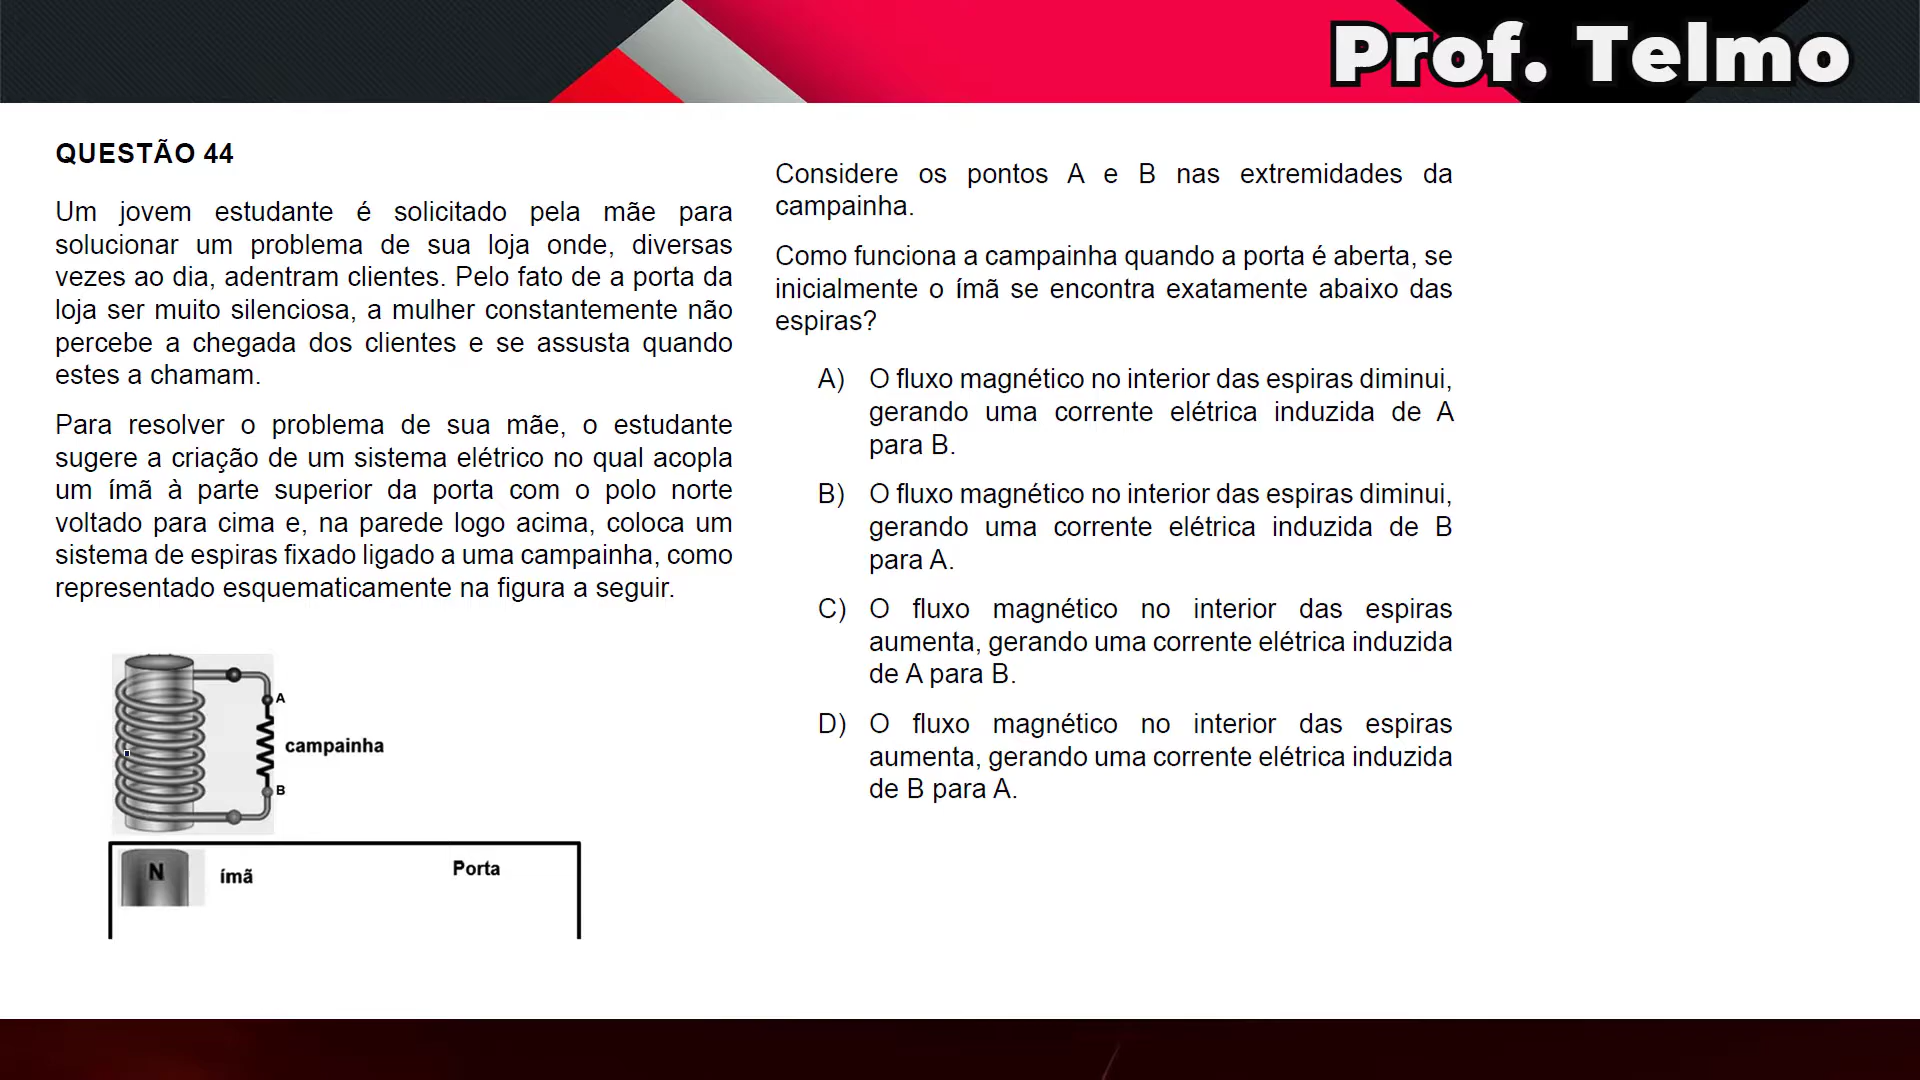 Prof. Telmo
QUESTÃO 44
Um jovem estudante é solicitado pela mãe para
solucionar um problema de sua loja onde, diversas
vezes ao dia, adentram clientes. Pelo fato de a porta da
loja ser muito silenciosa, a mulher constantemente não
percebe a chegada dos clientes e se assusta quando
estes a chamam.
Para resolver o problema de sua mãe, o estudante
sugere a criação de um sistema elétrico no qual acopla
um ímã à parte superior da porta com o polo norte
voltado para cima e, na parede logo acima, coloca um
sistema de espiras fixado ligado a uma campainha, como
representado esquematicamente na figura a seguir.
A
campainha
B
N
ímã
Porta
Considere os pontos A e B nas extremidades da
campainha.
Como funciona a campainha quando a porta é aberta, se
inicialmente o ímã se encontra exatamente abaixo das
espiras?
A) O fluxo magnético no interior das espiras diminui,
gerando uma corrente elétrica induzida de A
para B.
B) O fluxo magnético no interior das espiras diminui,
gerando uma corrente elétrica induzida de B
para A.
C) O fluxo magnético no interior das espiras
aumenta, gerando uma corrente elétrica induzida
de A para B.
D) O fluxo magnético no interior das espiras
aumenta, gerando uma corrente elétrica induzida
de B para A.